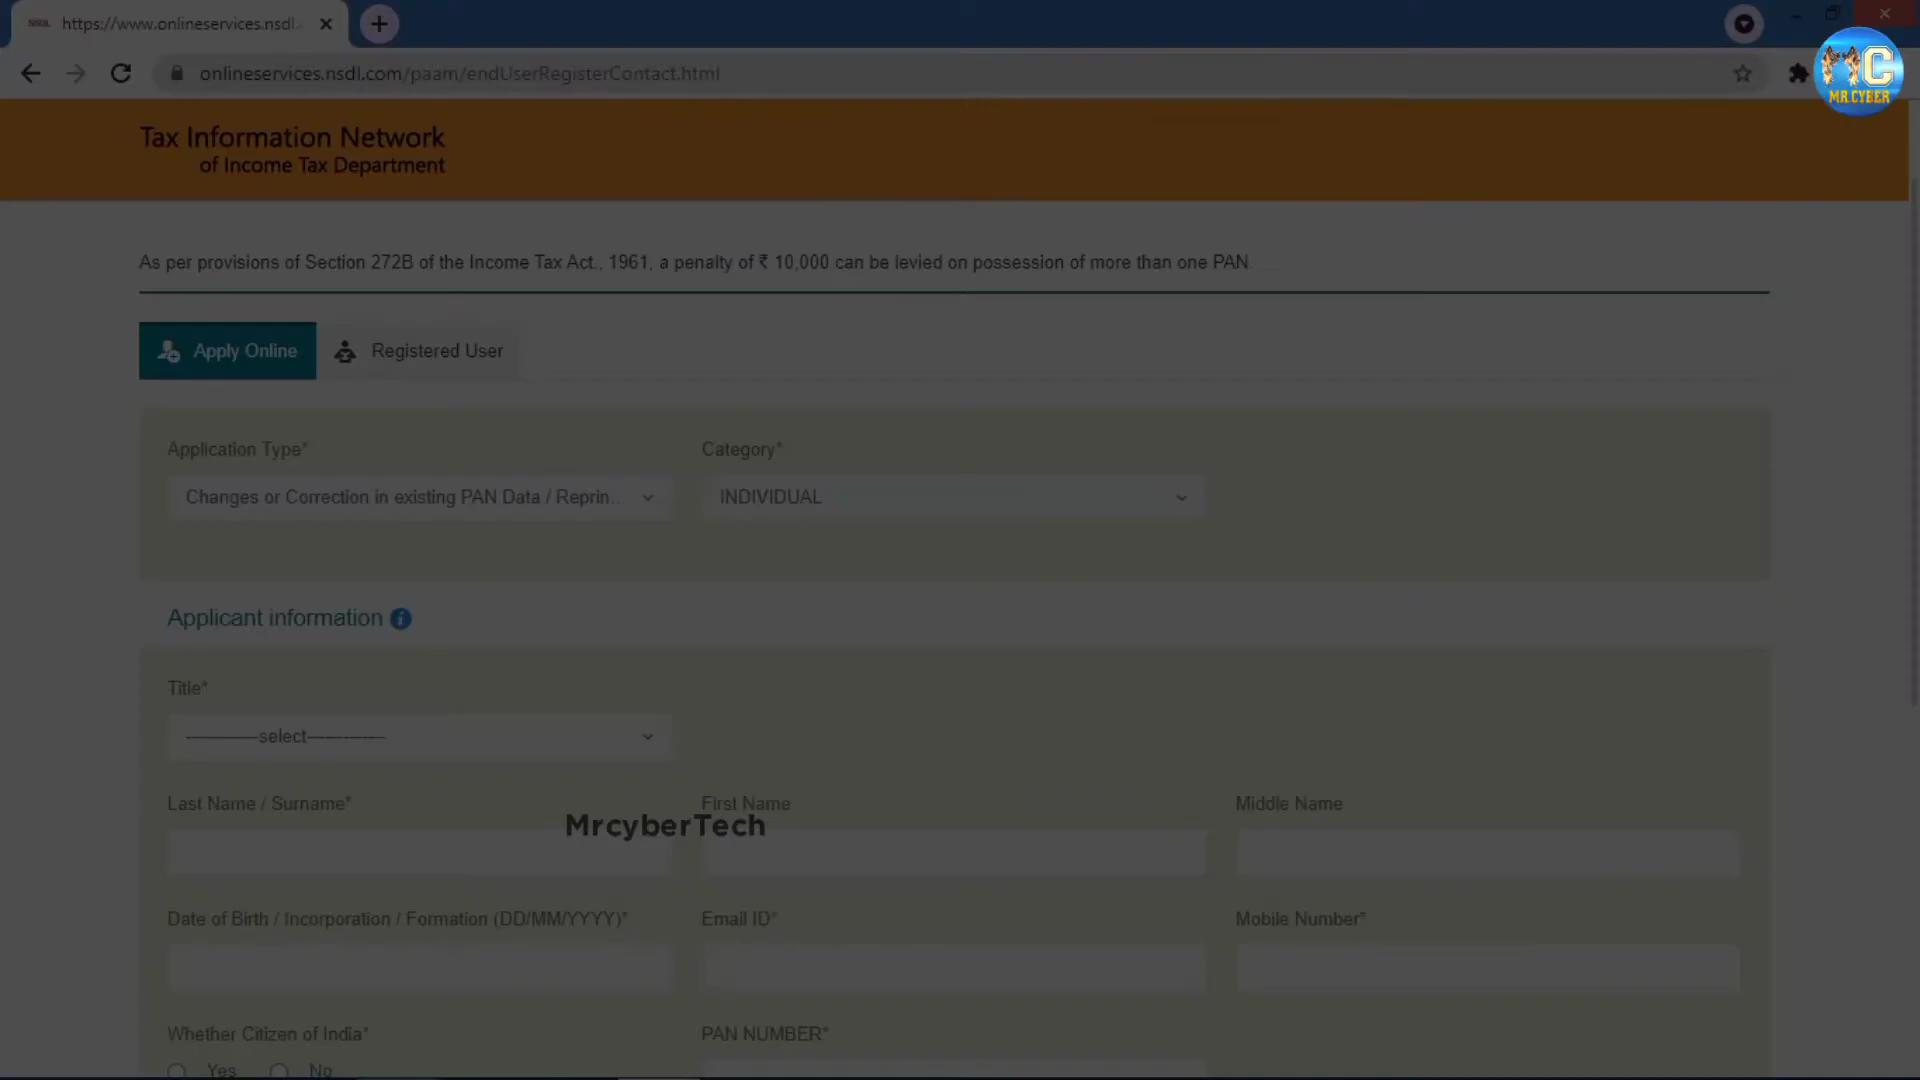 NSDL https://www.onlineservices.nsdl.
onlineservices.nsdl.com/paam/endUserRegisterContact.html
MC
MR.CYBER
Tax Information Network
of Income Tax Department
As per provisions of Section 272B of the Income Tax Act., 1961, a penalty of ₹ 10,000 can be levied on possession of more than one PAN.
Apply Online Registered User
Application Type* Category*
Changes or Correction in existing PAN Data / Reprin... INDIVIDUAL
Applicant information
Title*
---------------select---------------
Last Name / Surname* First Name Middle Name
MrcyberTech
Date of Birth / Incorporation / Formation (DD/MM/YYYY)* Email ID* Mobile Number*
Whether Citizen of India* PAN NUMBER*
Yes No